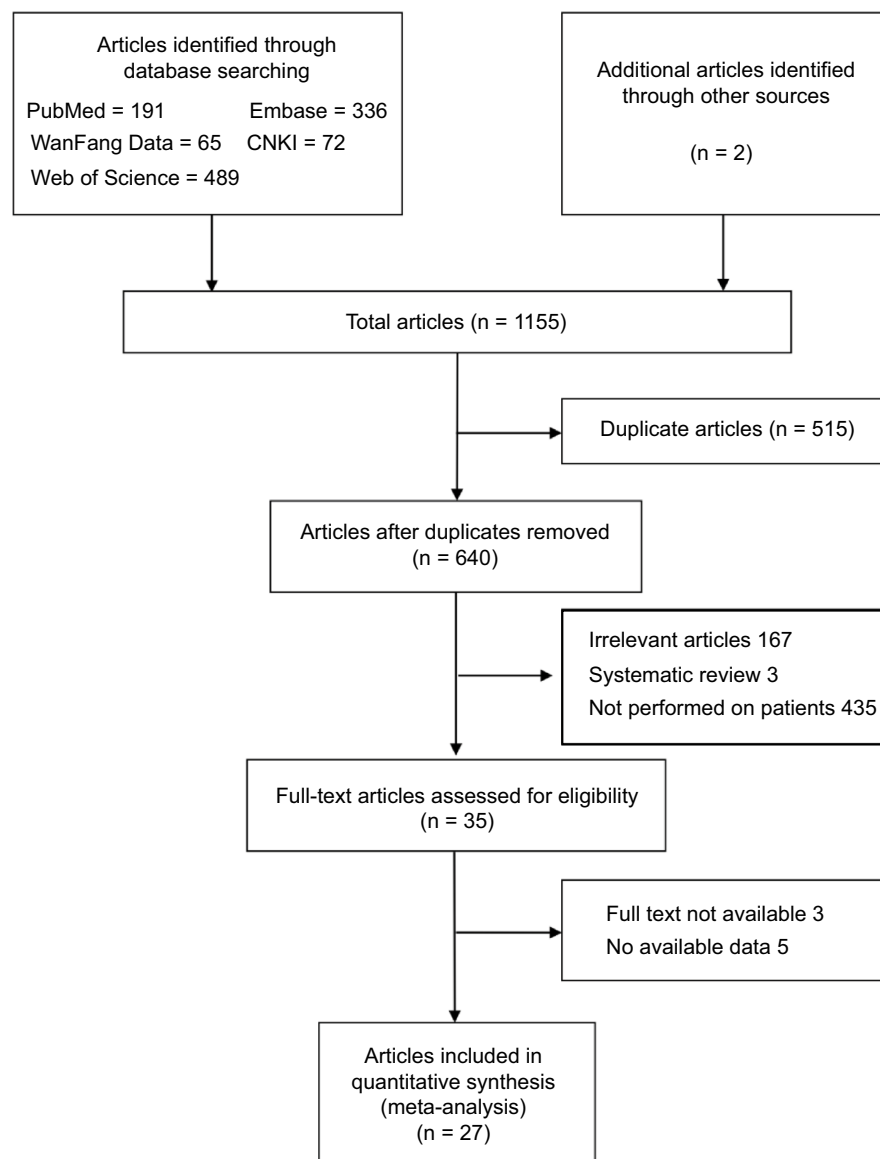 Articles identified through
database searching
PubMed = 191 Embase = 336
WanFang Data = 65 CNKI = 72
Web of Science = 489
Additional articles identified
through other sources
(n = 2)
Total articles (n = 1155)
Duplicate articles (n = 515)
Articles after duplicates removed
(n = 640)
Irrelevant articles 167
Systematic review 3
Not performed on patients 435
Full-text articles assessed for eligibility
(n = 35)
Full text not available 3
No available data 5
Articles included in
quantitative synthesis
(meta-analysis)
(n = 27)